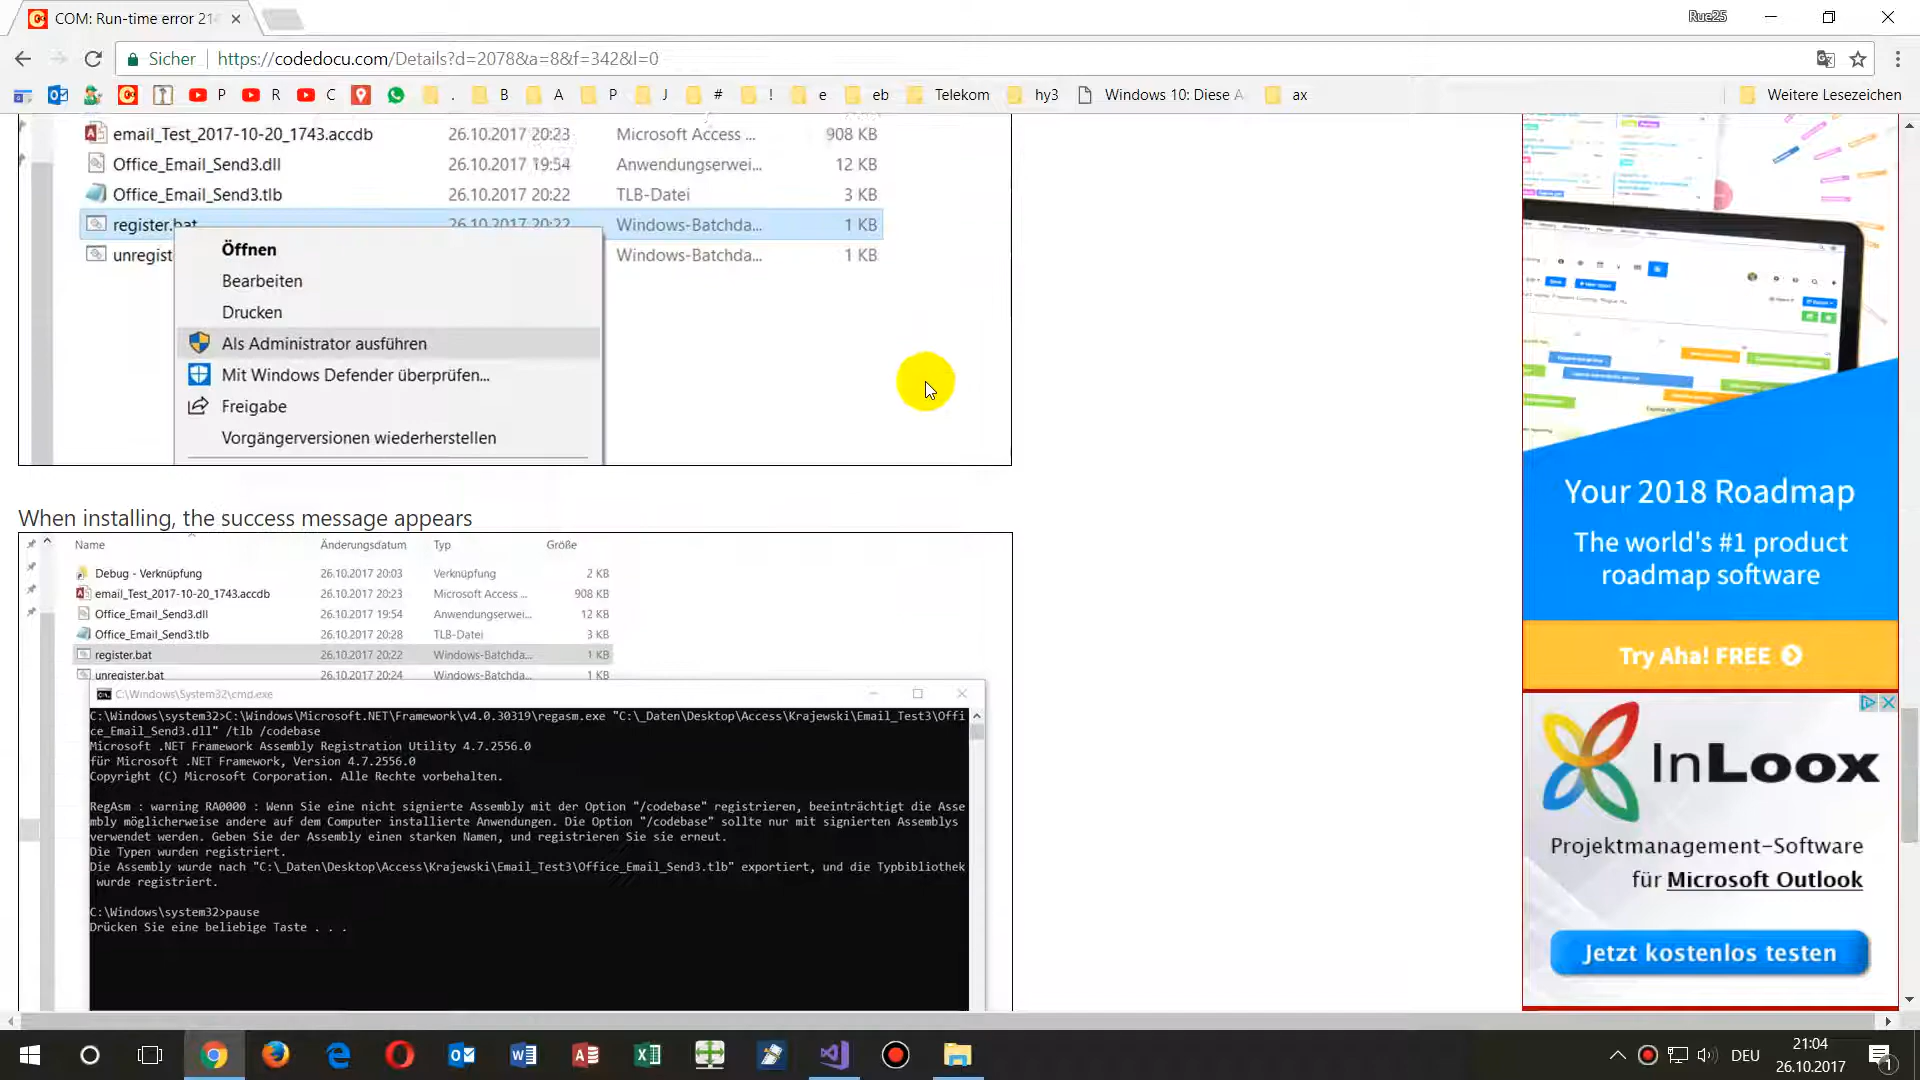 COM: Run-time error 214
Rue25
Sicher
https://codedocu.com/Details?d=2078&a=8&f=342&l=0
P R C . B A P J # ! e eb Telekom hy3 Windows 10: Diese A ax Weitere Lesezeichen
email_Test_2017-10-20_1743.accdb 26.10.2017 20:23 Microsoft Access ... 908 KB
Office_Email_Send3.dll 26.10.2017 19:54 Anwendungserwei... 12 KB
Office_Email_Send3.tlb 26.10.2017 20:22 TLB-Datei 3 KB
register.bat 26.10.2017 20:22 Windows-Batchda... 1 KB
unregist Windows-Batchda... 1 KB
Öffnen
Bearbeiten
Drucken
Als Administrator ausführen
Mit Windows Defender überprüfen...
Freigabe
Vorgängerversionen wiederherstellen
When installing, the success message appears
Name Änderungsdatum Typ Größe
Debug - Verknüpfung 26.10.2017 20:03 Verknüpfung 2 KB
email_Test_2017-10-20_1743.accdb 26.10.2017 20:23 Microsoft Access ... 908 KB
Office_Email_Send3.dll 26.10.2017 19:54 Anwendungserwei... 12 KB
Office_Email_Send3.tlb 26.10.2017 20:28 TLB-Datei 3 KB
register.bat 26.10.2017 20:22 Windows-Batchda... 1 KB
unregister.bat 26.10.2017 20:24 Windows-Batchda... 1 KB
C:\Windows\System32\cmd.exe
C:\Windows\system32>C:\Windows\Microsoft.NET\Framework\v4.0.30319\regasm.exe "C:\_Daten\Desktop\Access\Krajewski\Email_Test3\Offi
ce_Email_Send3.dll" /tlb /codebase
Microsoft .NET Framework Assembly Registration Utility 4.7.2556.0
für Microsoft .NET Framework, Version 4.7.2556.0
Copyright (C) Microsoft Corporation. Alle Rechte vorbehalten.
RegAsm : warning RA0000 : Wenn Sie eine nicht signierte Assembly mit der Option "/codebase" registrieren, beeinträchtigt die Asse
mbly möglicherweise andere auf dem Computer installierte Anwendungen. Die Option "/codebase" sollte nur mit signierten Assemblys
verwendet werden. Geben Sie der Assembly einen starken Namen, und registrieren Sie sie erneut.
Die Typen wurden registriert.
Die Assembly wurde nach "C:\_Daten\Desktop\Access\Krajewski\Email_Test3\Office_Email_Send3.tlb" exportiert, und die Typbibliothek
wurde registriert.
C:\Windows\system32>pause
Drücken Sie eine beliebige Taste . . .
Your 2018 Roadmap
The world's #1 product
roadmap software
Try Aha! FREE
InLoox
Projektmanagement-Software
für Microsoft Outlook
Jetzt kostenlos testen
DEU
21:04
26.10.2017
1